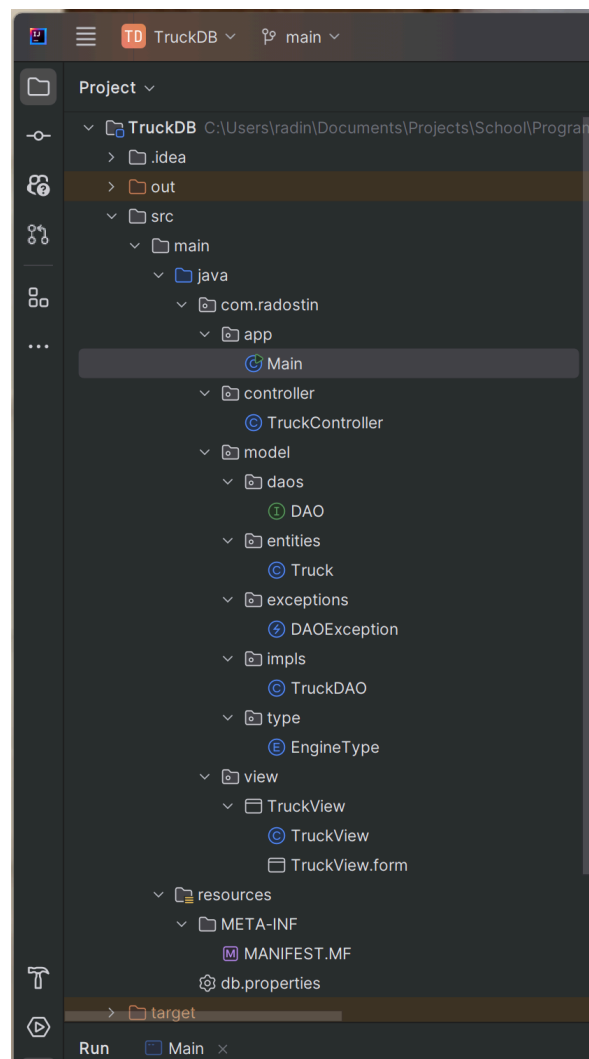 TD TruckDB main
Project
TruckDB C:\Users\radin\Documents\Projects\School\Program
.idea
out
src
main
java
com.radostin
app
Main
controller
TruckController
model
daos
DAO
entities
Truck
exceptions
DAOException
impls
TruckDAO
type
EngineType
view
TruckView
TruckView
TruckView.form
resources
META-INF
MANIFEST.MF
db.properties
target
Run Main